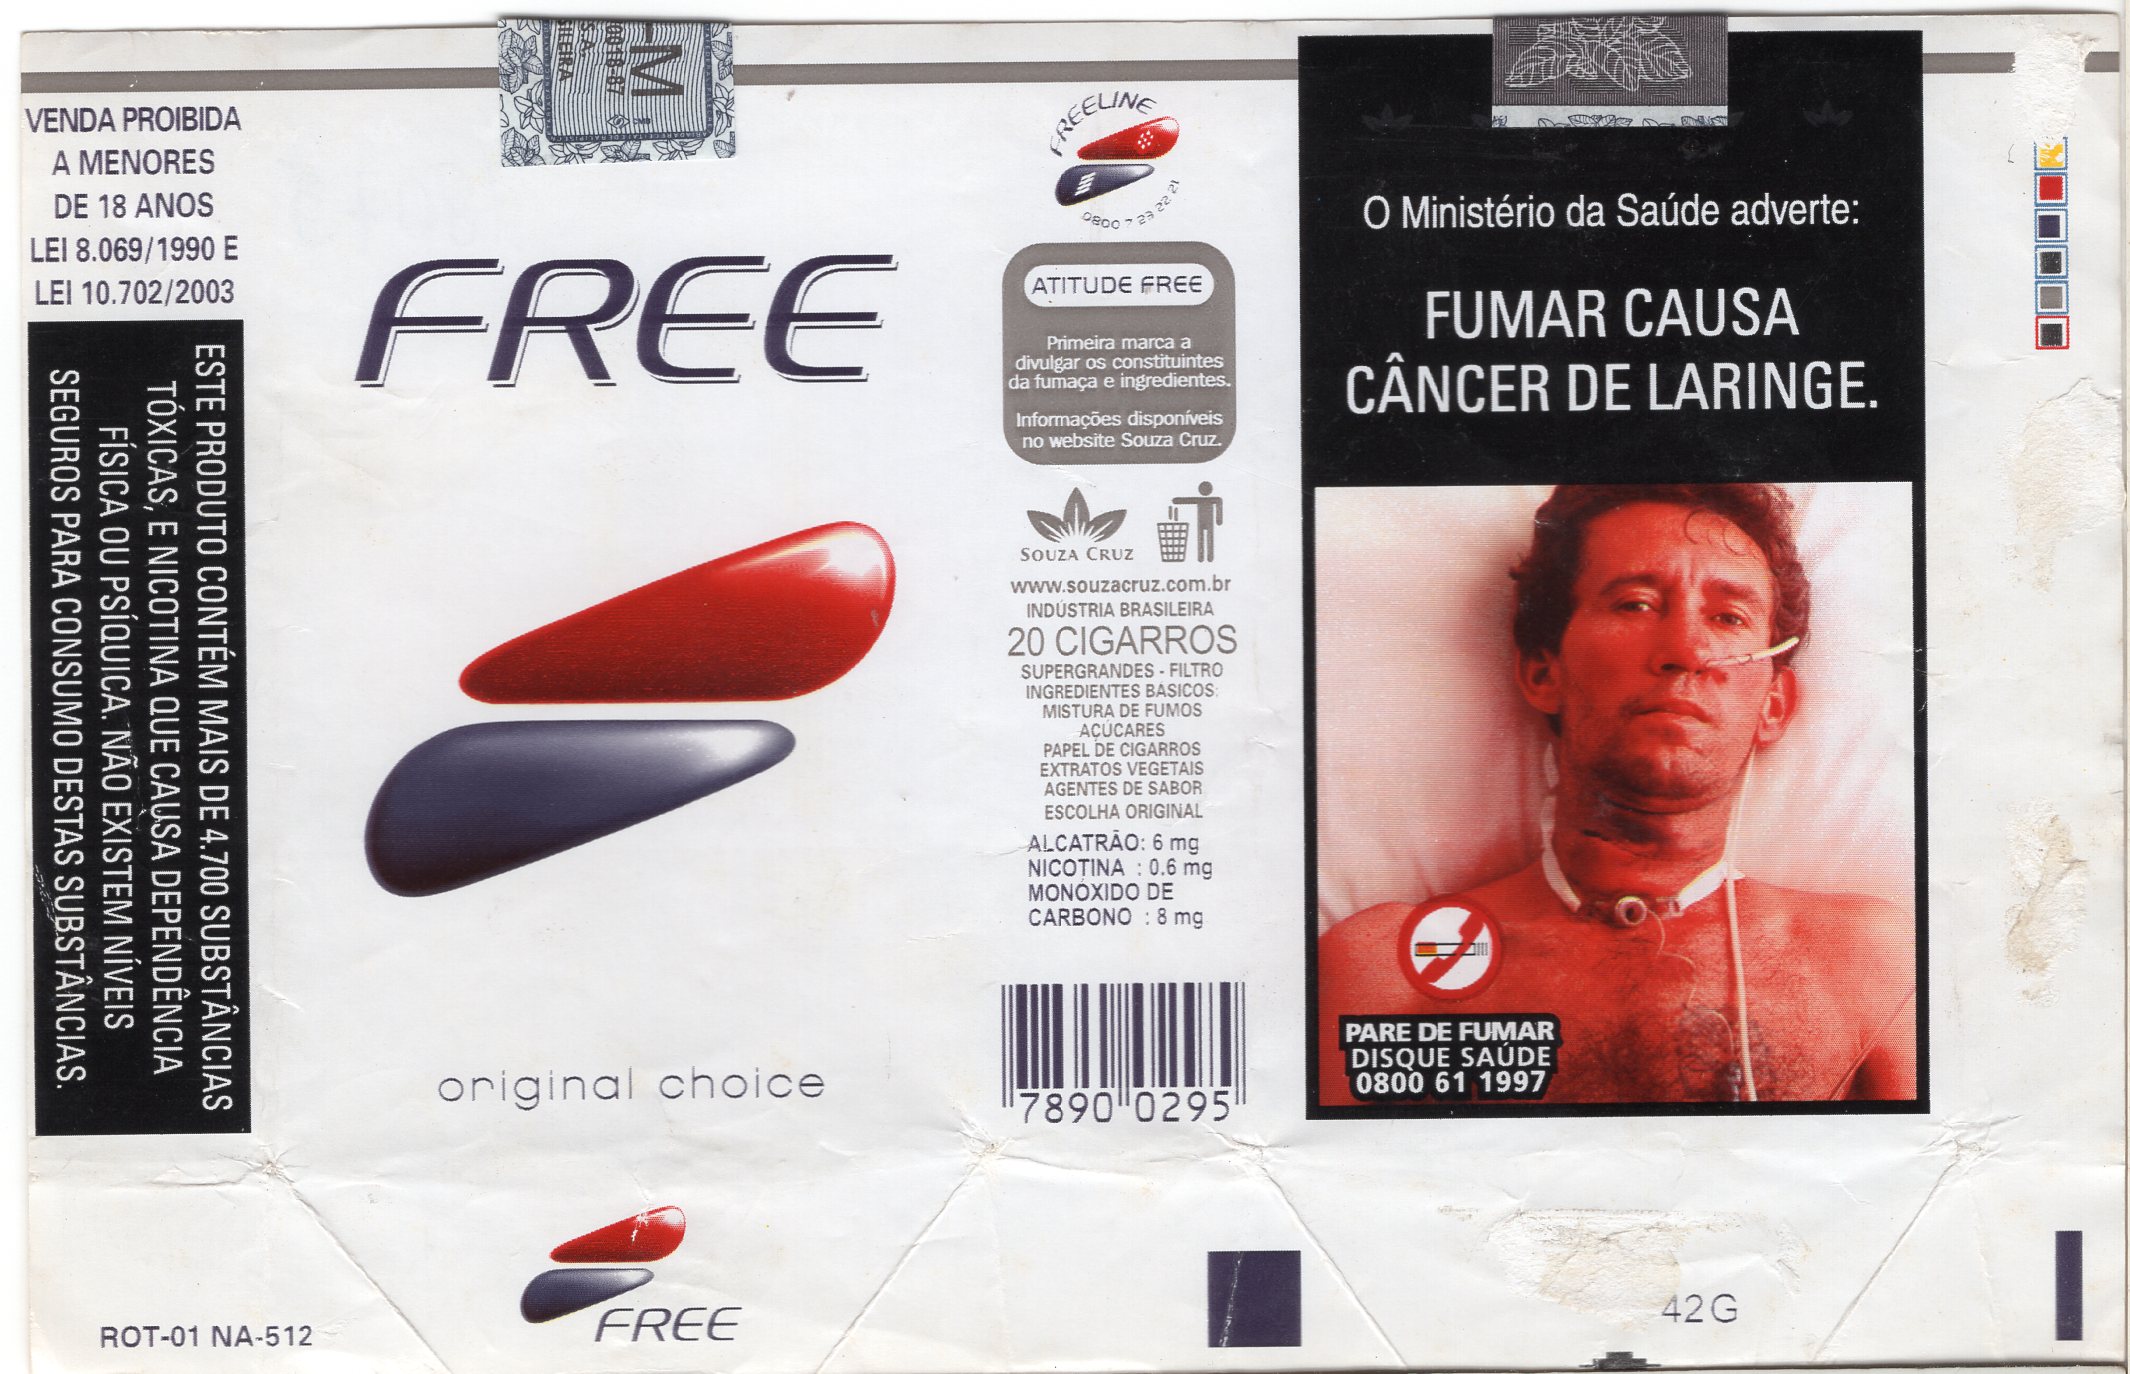 VENDA PROIBIDA
A MENORES
DE 18 ANOS
LEI 8.069/1990 E
LEI 10.702/2003
ESTE PRODUTO CONTÉM MAIS DE 4.700 SUBSTÂNCIAS
TÓXICAS, E NICOTINA QUE CAUSA DEPENDÊNCIA
FÍSICA OU PSÍQUICA. NÃO EXISTEM NÍVEIS
SEGUROS PARA CONSUMO DESTAS SUBSTÂNCIAS.
ROT-01 NA-512
FREE
original choice
FREE
FREELINE
0800 7 23 22 21
ATITUDE FREE
Primeira marca a
divulgar os constituintes
da fumaça e ingredientes.
Informações disponíveis
no website Souza Cruz.
SOUZA CRUZ
www.souzacruz.com.br
INDÚSTRIA BRASILEIRA
20 CIGARROS
SUPERGRANDES - FILTRO
INGREDIENTES BASICOS:
MISTURA DE FUMOS
AÇÚCARES
PAPEL DE CIGARROS
EXTRATOS VEGETAIS
AGENTES DE SABOR
ESCOLHA ORIGINAL
ALCATRÃO: 6 mg
NICOTINA : 0.6 mg
MONÓXIDO DE
CARBONO : 8 mg
7890 0295
O Ministério da Saúde adverte:
FUMAR CAUSA
CÂNCER DE LARINGE.
PARE DE FUMAR
DISQUE SAÚDE
0800 61 1997
42G